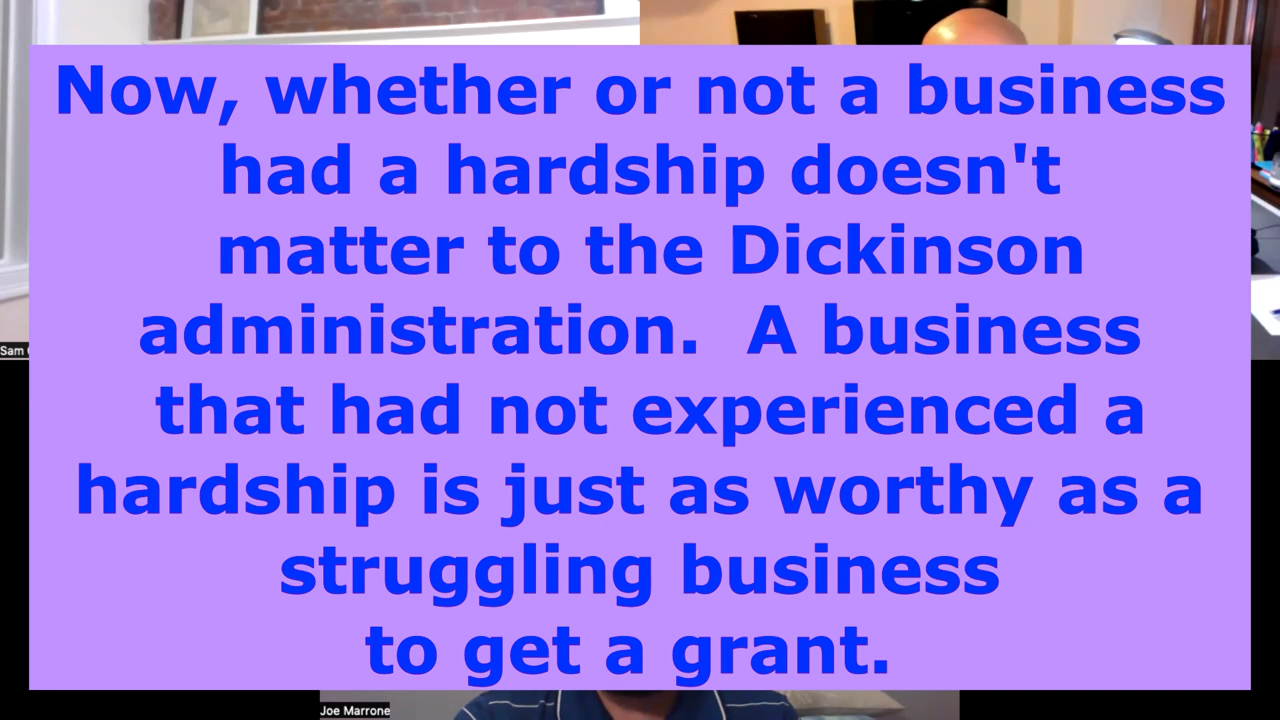 Now, whether or not a business
had a hardship doesn't
matter to the Dickinson
administration.  A business
that had not experienced a
hardship is just as worthy as a
struggling business
to get a grant.
Sam
Joe Marrone